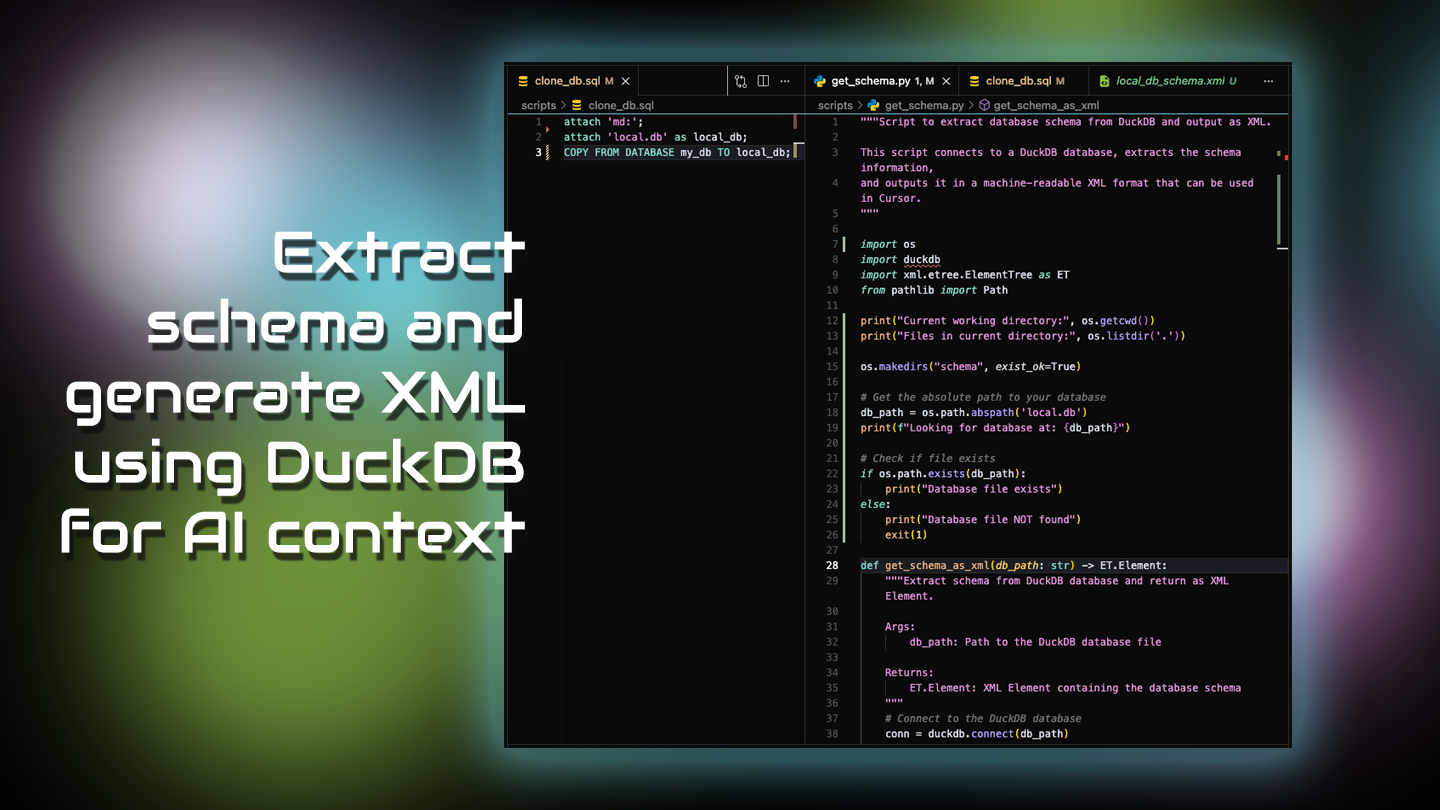 Extract
schema and
generate XML
using DuckDB
for AI context
clone_db.sql M
scripts > clone_db.sql
1 attach 'md:';
2 attach 'local.db' as local_db;
3 COPY FROM DATABASE my_db TO local_db;
get_schema.py 1, M
clone_db.sql M
local_db_schema.xml U
scripts > get_schema.py > get_schema_as_xml
1 """Script to extract database schema from DuckDB and output as XML.
2
3 This script connects to a DuckDB database, extracts the schema
information,
4 and outputs it in a machine-readable XML format that can be used
in Cursor.
5 """
6
7 import os
8 import duckdb
9 import xml.etree.ElementTree as ET
10 from pathlib import Path
11
12 print("Current working directory:", os.getcwd())
13 print("Files in current directory:", os.listdir('.'))
14
15 os.makedirs("schema", exist_ok=True)
16
17 # Get the absolute path to your database
18 db_path = os.path.abspath('local.db')
19 print(f"Looking for database at: {db_path}")
20
21 # Check if file exists
22 if os.path.exists(db_path):
23     print("Database file exists")
24 else:
25     print("Database file NOT found")
26     exit(1)
27
28 def get_schema_as_xml(db_path: str) -> ET.Element:
29     """Extract schema from DuckDB database and return as XML
Element.
30
31     Args:
32         db_path: Path to the DuckDB database file
33
34     Returns:
35         ET.Element: XML Element containing the database schema
36     """
37     # Connect to the DuckDB database
38     conn = duckdb.connect(db_path)